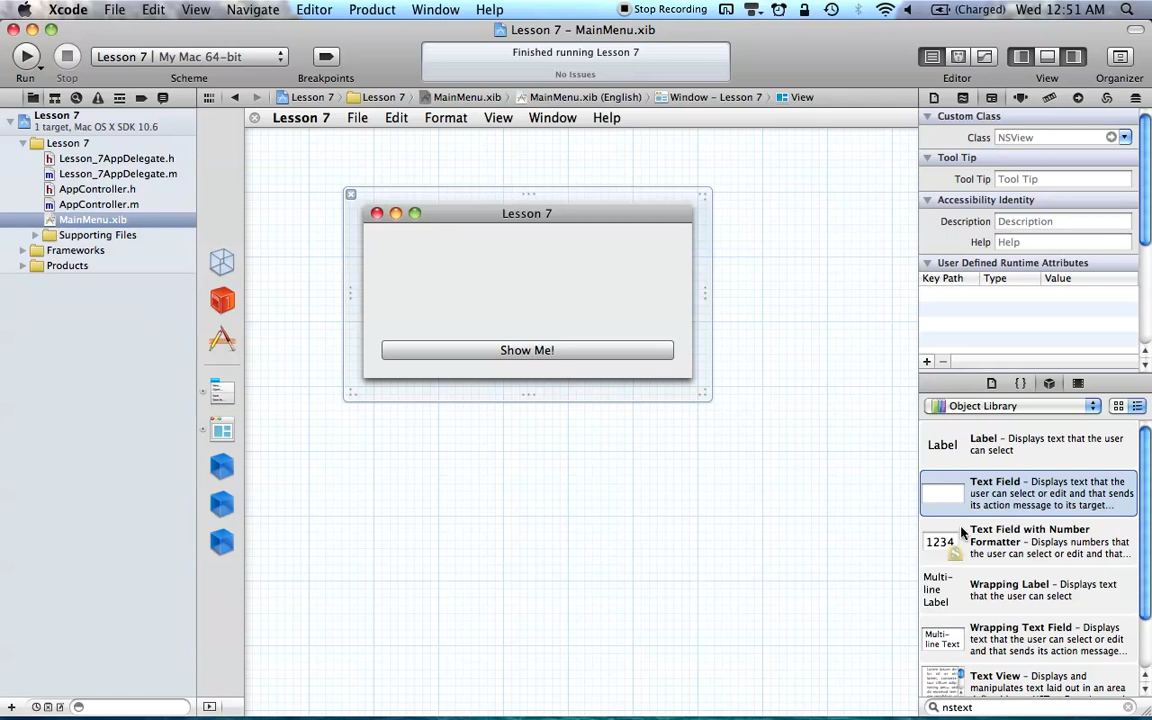 Xcode File Edit View Navigate Editor Product Window Help Stop Recording (Charged) Wed 12:51 AM
Lesson 7 – MainMenu.xib
Run Stop Lesson 7 My Mac 64-bit Scheme Breakpoints
Finished running Lesson 7
No Issues
Editor View Organizer
Lesson 7
1 target, Mac OS X SDK 10.6
Lesson 7
Lesson_7AppDelegate.h
Lesson_7AppDelegate.m
AppController.h
AppController.m
MainMenu.xib
Supporting Files
Frameworks
Products
Lesson 7 Lesson 7 MainMenu.xib MainMenu.xib (English) Window – Lesson 7 View
Lesson 7 File Edit Format View Window Help
Lesson 7
Show Me!
Custom Class
Class NSView
Tool Tip
Tool Tip Tool Tip
Accessibility Identity
Description Description
Help Help
User Defined Runtime Attributes
Key Path Type Value
Object Library
Label Label – Displays text that the user
can select
Text Field – Displays text that the
user can select or edit and that sends
its action message to its target...
1234 Text Field with Number
Formatter – Displays numbers that
the user can select or edit and that...
Multi-
line
Label
Wrapping Label – Displays text
that the user can select
Multi-
line Text
Wrapping Text Field – Displays
text that the user can select or edit
and that sends its action message...
Text View – Displays and
manipulates text laid out in an area
nstext